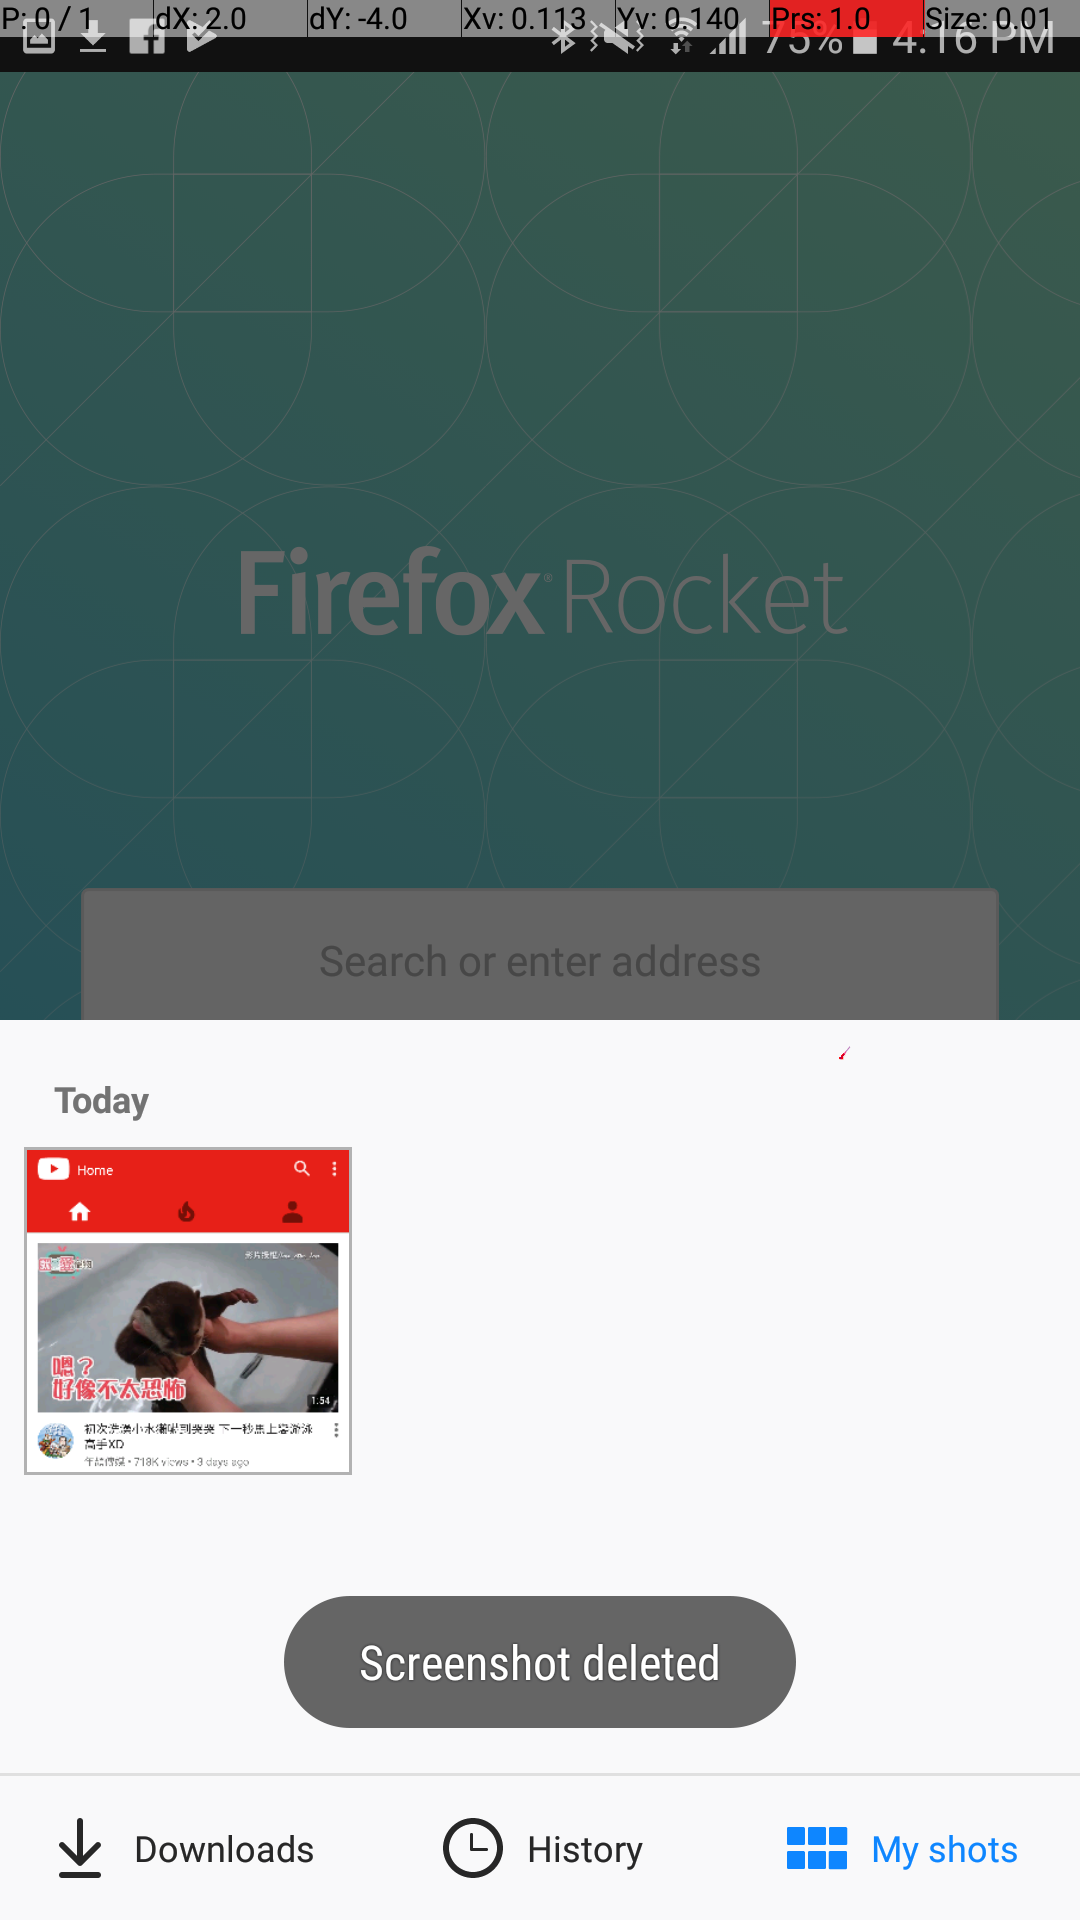 P: 0 / 1 dX: 2.0 dY: -4.0 Xv: 0.113 Yv: 0.140 Prs: 1.0 Size: 0.01
75% 4:16 PM
Firefox® Rocket
Search or enter address
Today
Home
嗯?
好像不太恐怖
1:54
初次洗澡小水獺嚇到哭哭 下一秒馬上變游泳
高手XD
• 718K views • 3 days ago
Screenshot deleted
Downloads History My shots